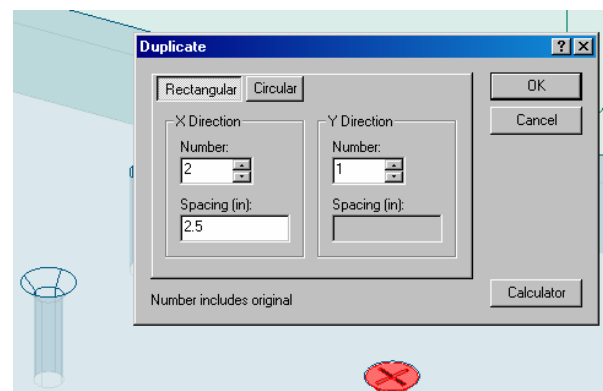 Duplicate
Rectangular Circular
OK
Cancel
X Direction
Number:
2
Spacing (in):
2.5
Y Direction
Number:
1
Spacing (in):
Number includes original
Calculator